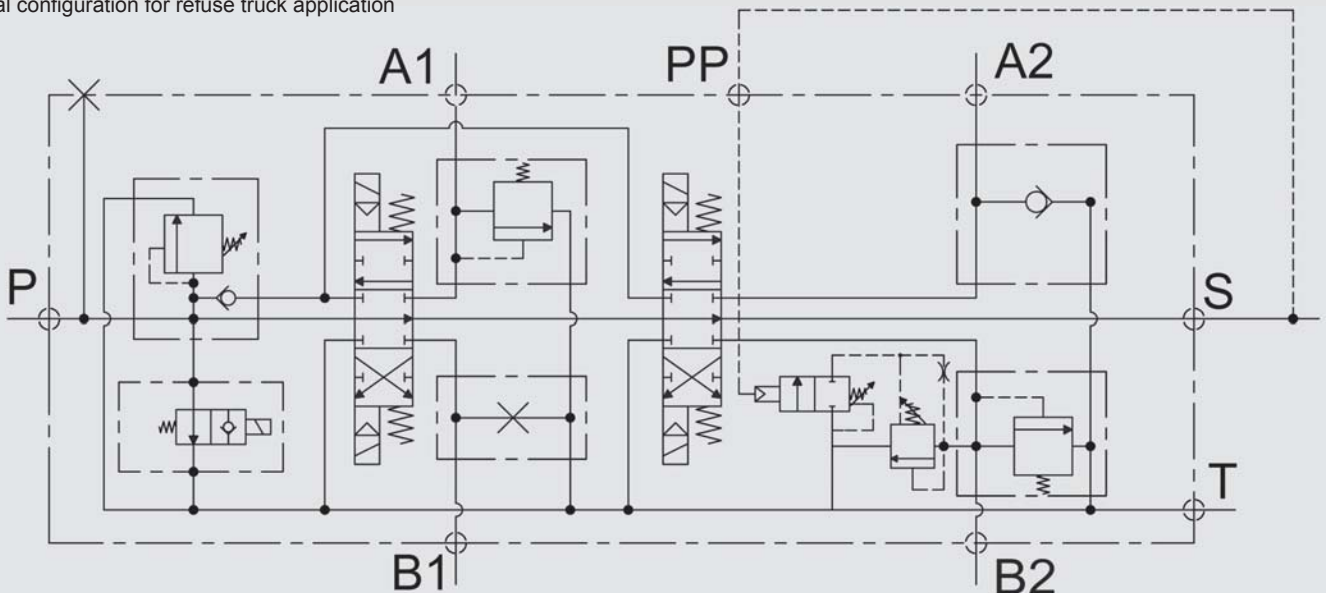 al configuration for refuse truck application
A1
PP
A2
P
S
T
B1
B2